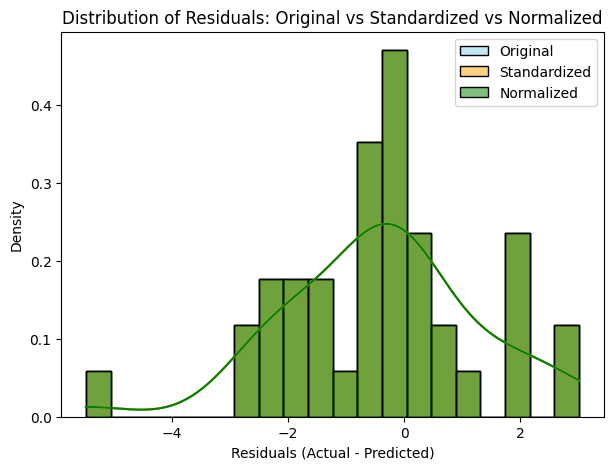 Distribution of Residuals: Original vs Standardized vs Normalized
Original
Standardized
Normalized
Density
0.4
0.3
0.2
0.1
0.0
−4
−2
0
2
Residuals (Actual - Predicted)